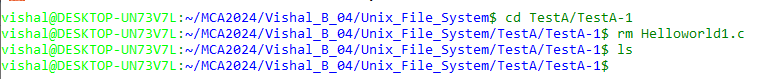 vishal@DESKTOP-UN73V7L:~/MCA2024/Vishal_B_04/Unix_File_System$ cd TestA/TestA-1
vishal@DESKTOP-UN73V7L:~/MCA2024/Vishal_B_04/Unix_File_System/TestA/TestA-1$ rm Helloworld1.c
vishal@DESKTOP-UN73V7L:~/MCA2024/Vishal_B_04/Unix_File_System/TestA/TestA-1$ ls
vishal@DESKTOP-UN73V7L:~/MCA2024/Vishal_B_04/Unix_File_System/TestA/TestA-1$